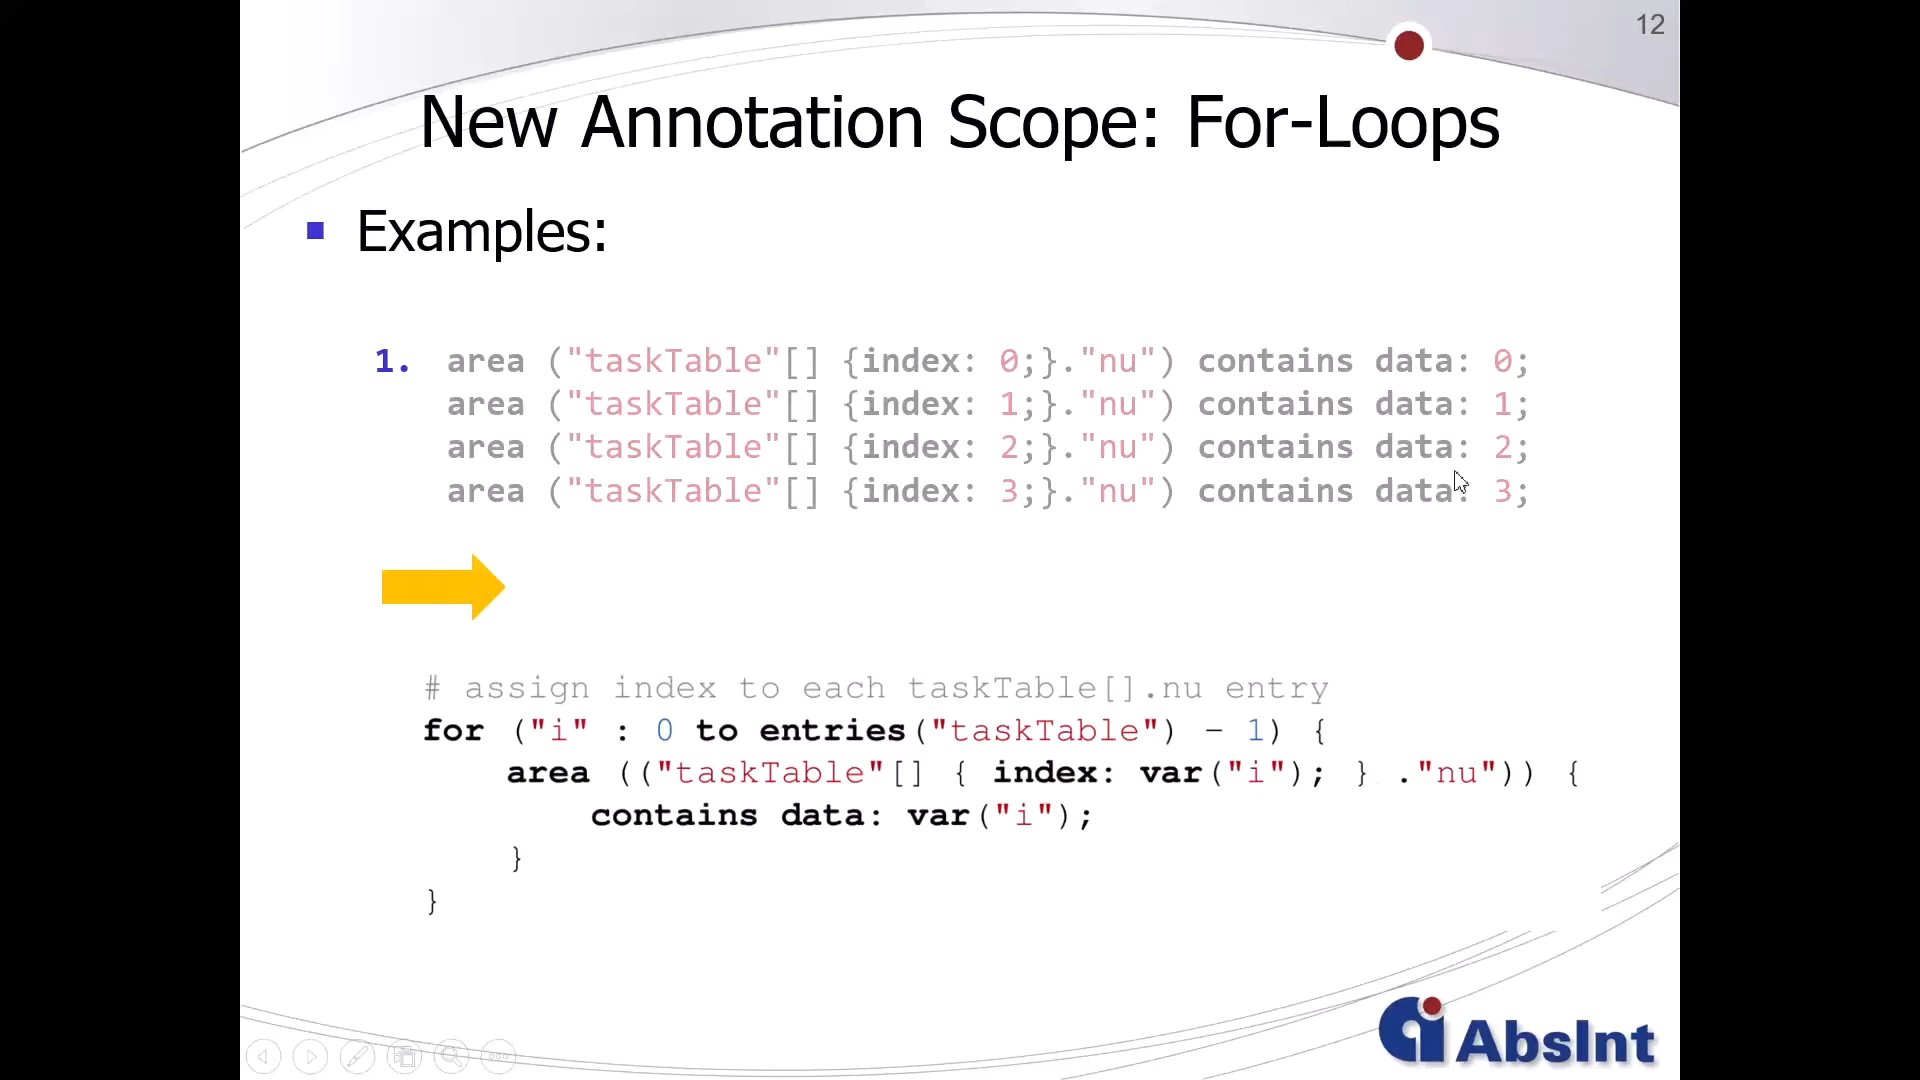 12
New Annotation Scope: For-Loops
Examples:
1. area ("taskTable"[] {index: 0;}."nu") contains data: 0;
area ("taskTable"[] {index: 1;}."nu") contains data: 1;
area ("taskTable"[] {index: 2;}."nu") contains data: 2;
area ("taskTable"[] {index: 3;}."nu") contains data: 3;
# assign index to each taskTable[].nu entry
for ("i" : 0 to entries("taskTable") - 1) {
area (("taskTable"[] { index: var("i"); } ."nu")) {
contains data: var("i");
}
}
AbsInt